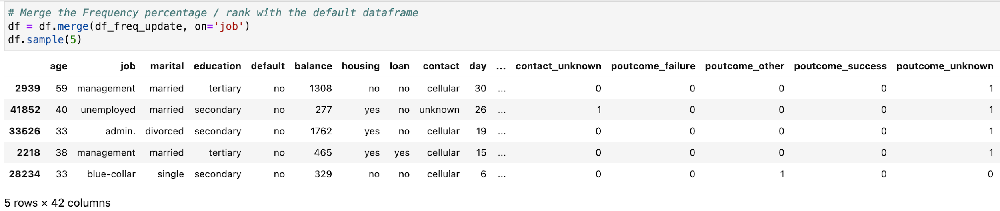 # Merge the Frequency percentage / rank with the default dataframe
df = df.merge(df_freq_update, on='job')
df.sample(5)
age job marital education default balance housing loan contact day ... contact_unknown poutcome_failure poutcome_other poutcome_success poutcome_unknown
2939 59 management married tertiary no 1308 no no cellular 30 ... 0 0 0 0 1
41852 40 unemployed married secondary no 277 yes no unknown 26 ... 1 0 0 0 1
33526 33 admin. divorced secondary no 1762 yes no cellular 19 ... 0 0 0 0 1
2218 38 management married tertiary no 465 yes yes cellular 15 ... 0 0 0 0 1
28234 33 blue-collar single secondary no 329 no no cellular 6 ... 0 0 1 0 0
5 rows × 42 columns